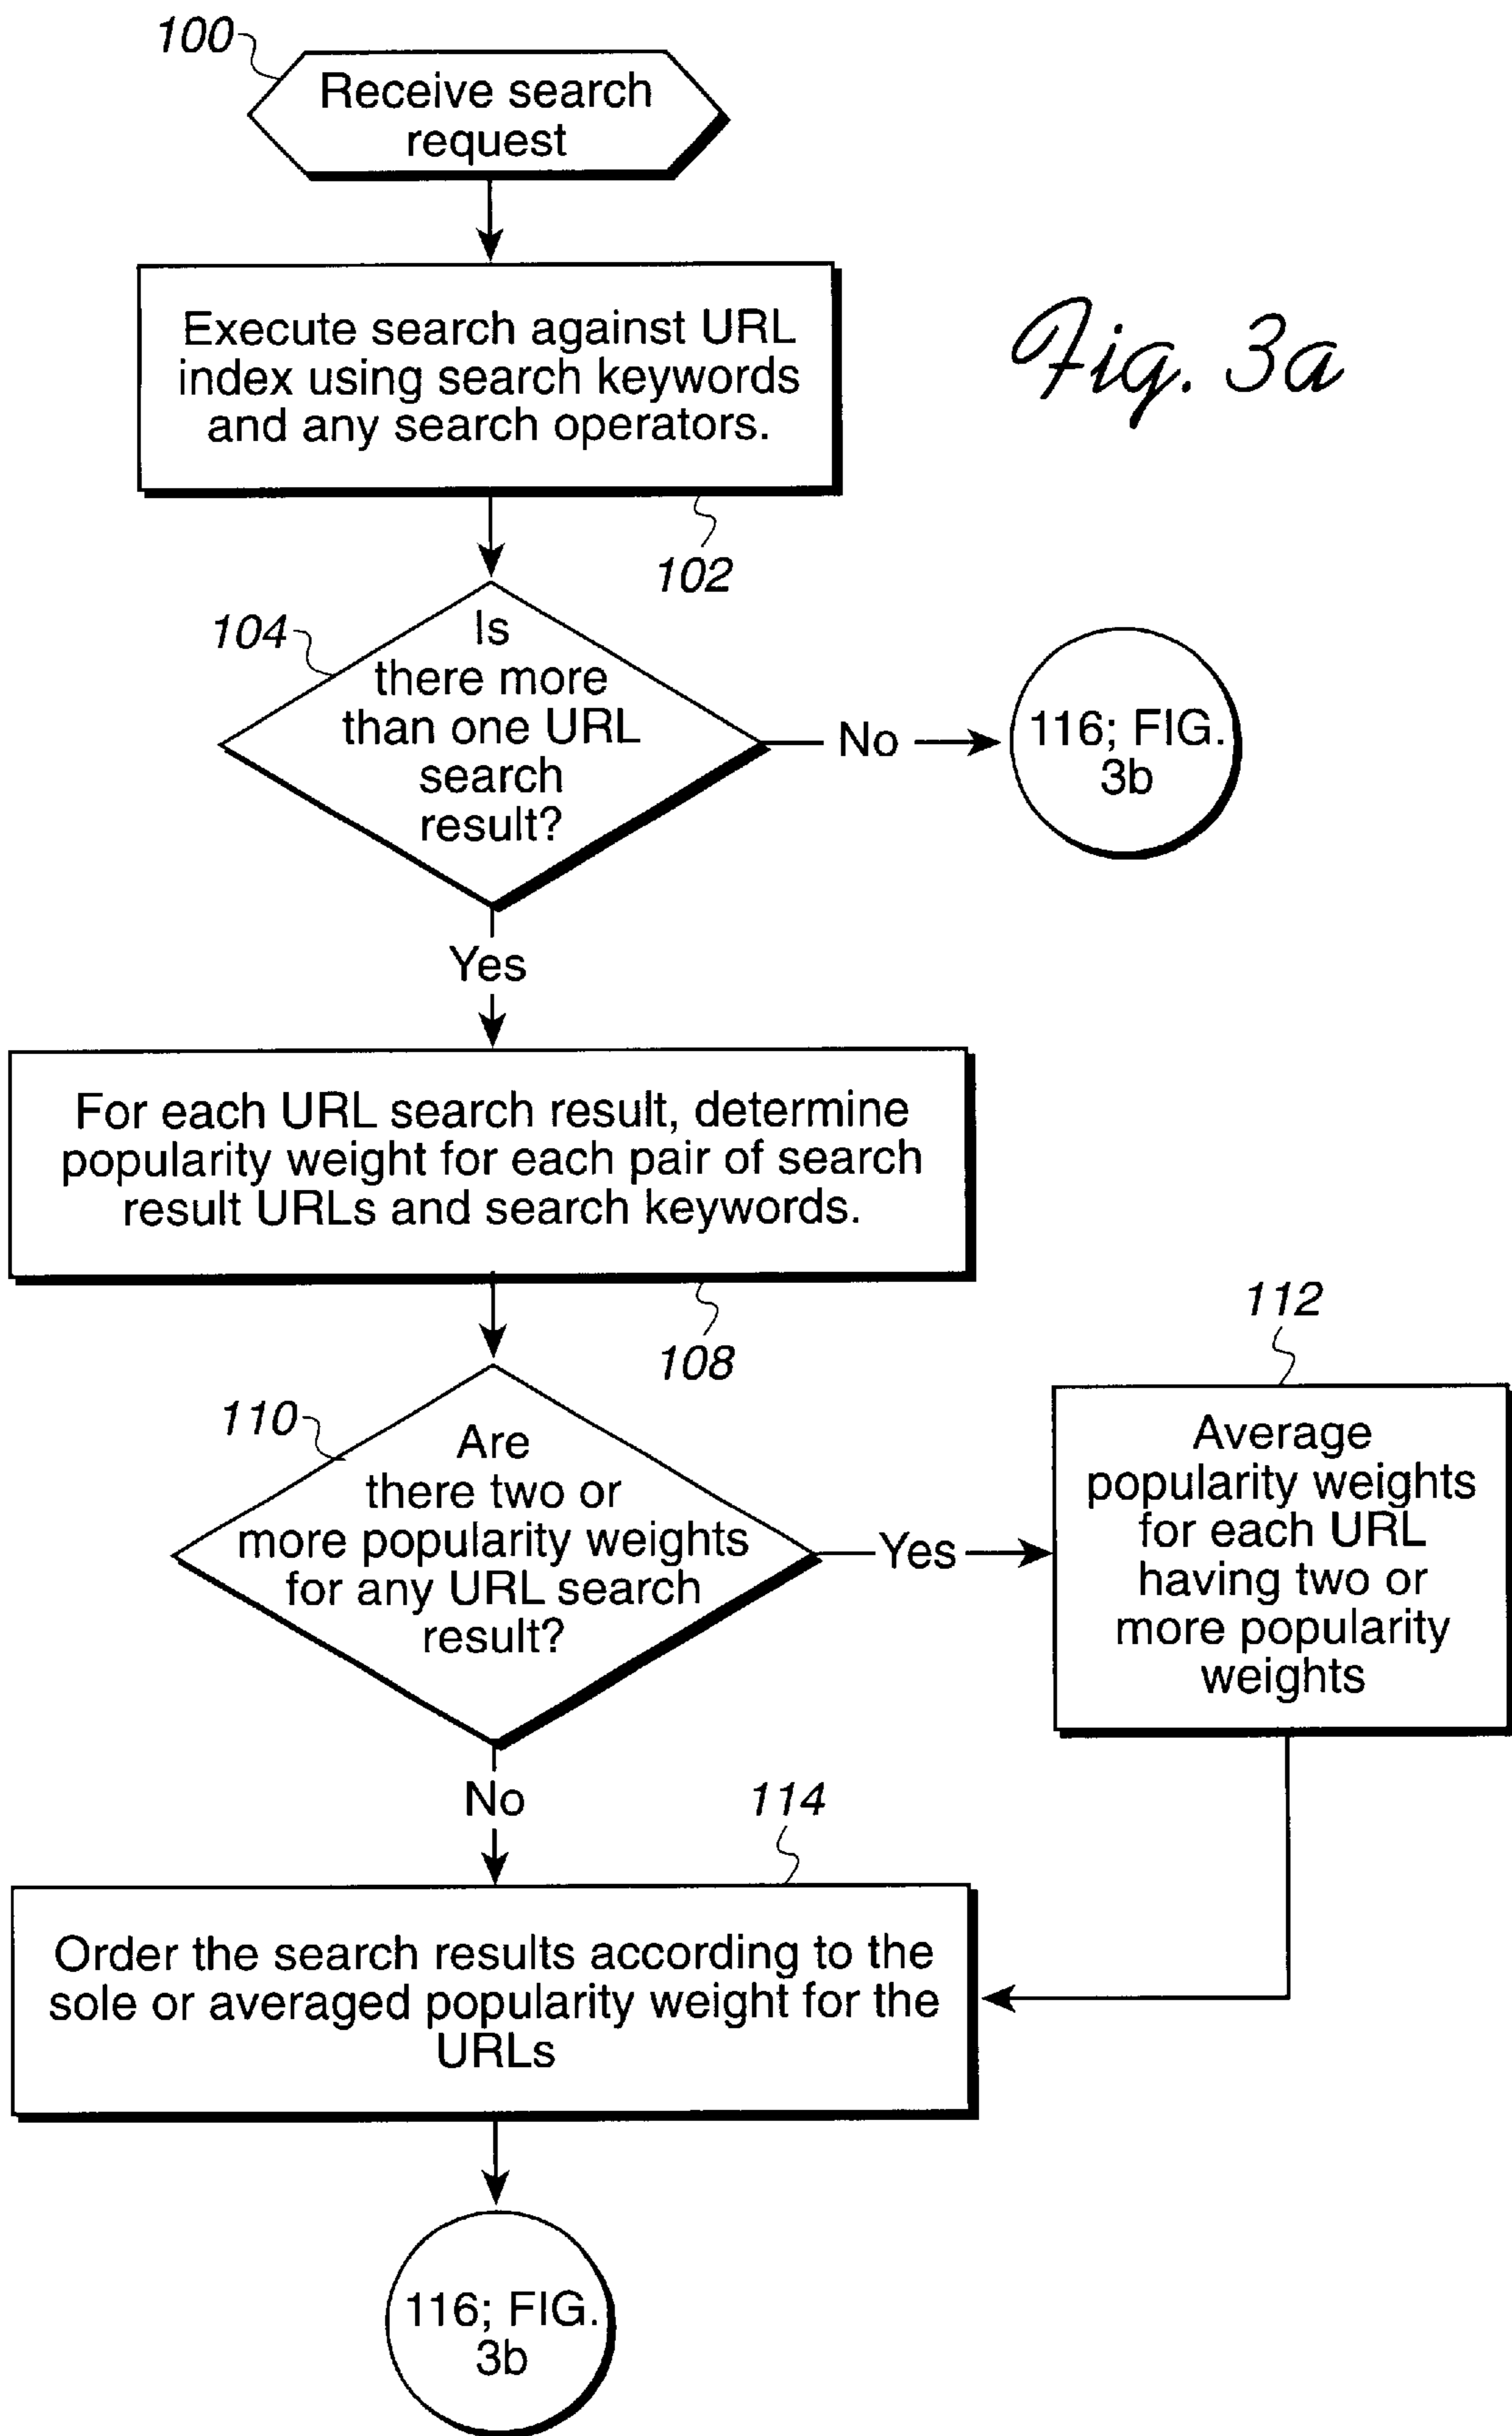 100
Receive search
request
Execute search against URL
index using search keywords
and any search operators.
Fig. 3a
102
104
Is
there more
than one URL
search
result?
No
116; FIG.
3b
Yes
For each URL search result, determine
popularity weight for each pair of search
result URLs and search keywords.
108
110
Are
there two or
more popularity weights
for any URL search
result?
Yes
112
Average
popularity weights
for each URL
having two or
more popularity
weights
No
114
Order the search results according to the
sole or averaged popularity weight for the
URLs
116; FIG.
3b